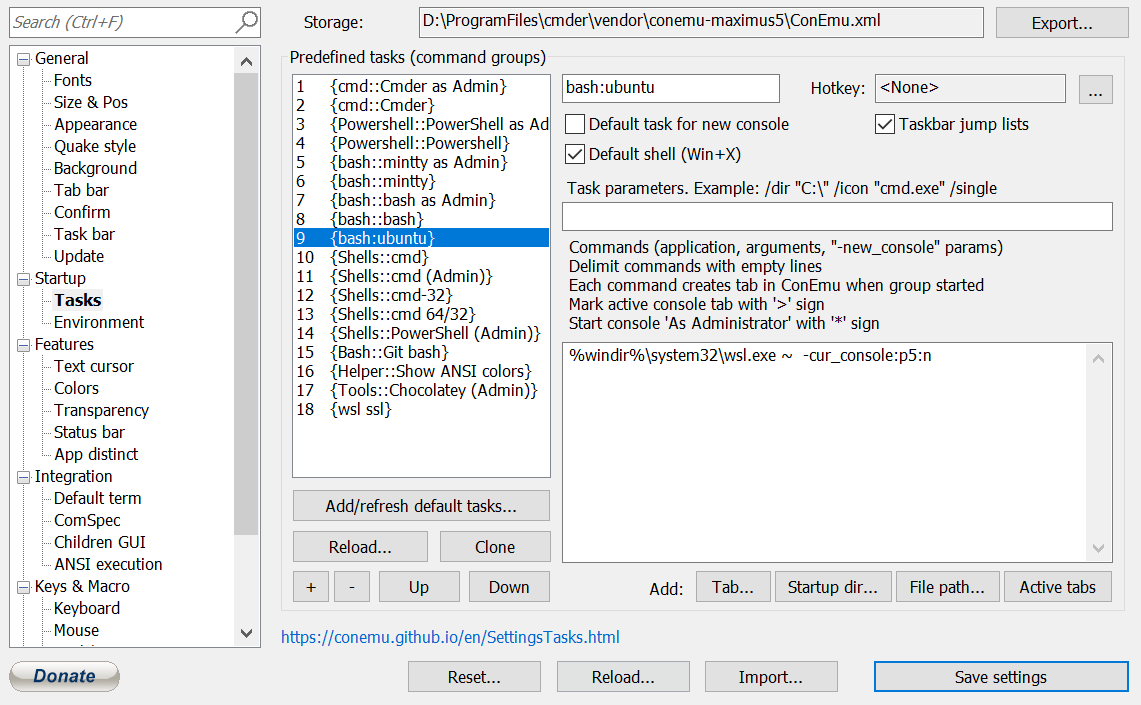 Search (Ctrl+F)
Storage:
D:\ProgramFiles\cmder\vendor\conemu-maximus5\ConEmu.xml
Export...
General
Fonts
Size & Pos
Appearance
Quake style
Background
Tab bar
Confirm
Task bar
Update
Startup
Tasks
Environment
Features
Text cursor
Colors
Transparency
Status bar
App distinct
Integration
Default term
ComSpec
Children GUI
ANSI execution
Keys & Macro
Keyboard
Mouse
Predefined tasks (command groups)
1 {cmd::Cmder as Admin}
2 {cmd::Cmder}
3 {Powershell::PowerShell as Ad
4 {Powershell::Powershell}
5 {bash::mintty as Admin}
6 {bash::mintty}
7 {bash::bash as Admin}
8 {bash::bash}
9 {bash:ubuntu}
10 {Shells::cmd}
11 {Shells::cmd (Admin)}
12 {Shells::cmd-32}
13 {Shells::cmd 64/32}
14 {Shells::PowerShell (Admin)}
15 {Bash::Git bash}
16 {Helper::Show ANSI colors}
17 {Tools::Chocolatey (Admin)}
18 {wsl ssl}
Add/refresh default tasks...
Reload...
Clone
+
-
Up
Down
bash:ubuntu
Hotkey:
<None>
...
Default task for new console
Taskbar jump lists
Default shell (Win+X)
Task parameters. Example: /dir "C:\" /icon "cmd.exe" /single
Commands (application, arguments, "-new_console" params)
Delimit commands with empty lines
Each command creates tab in ConEmu when group started
Mark active console tab with '>' sign
Start console 'As Administrator' with '*' sign
%windir%\system32\wsl.exe ~  -cur_console:p5:n
Add:
Tab...
Startup dir...
File path...
Active tabs
https://conemu.github.io/en/SettingsTasks.html
Donate
Reset...
Reload...
Import...
Save settings